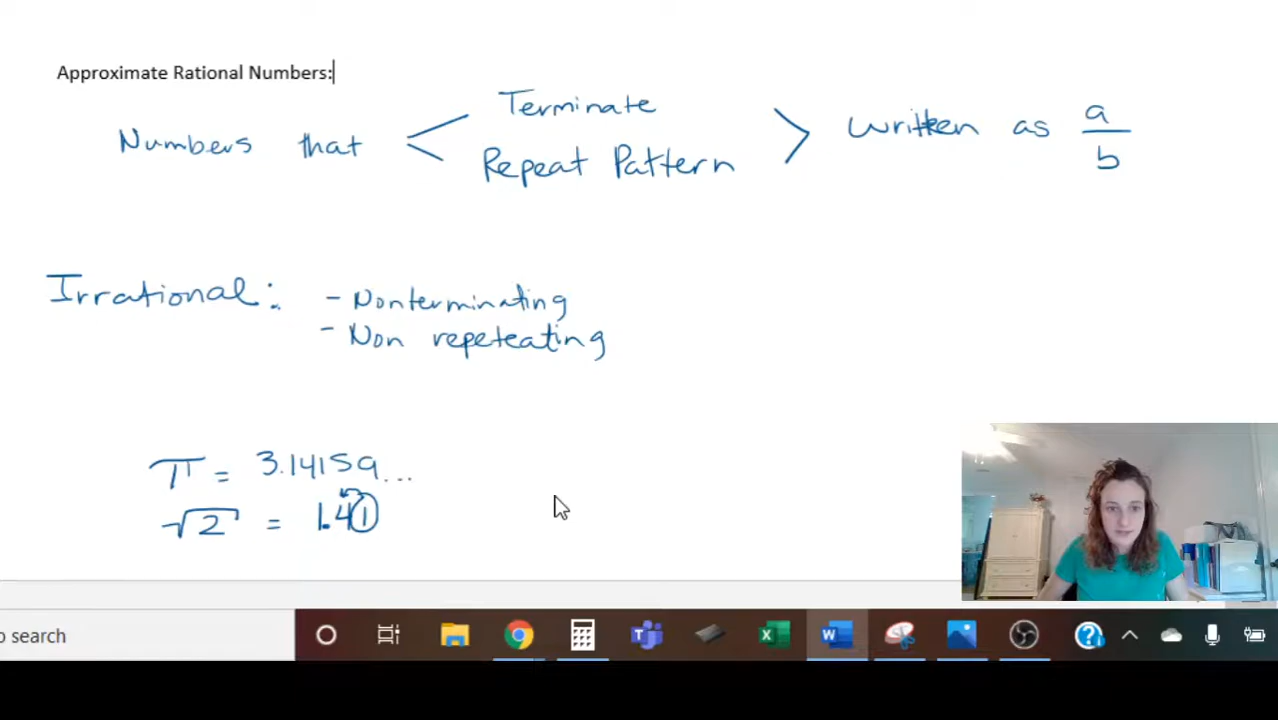 Approximate Rational Numbers:
Terminate
Numbers that
Repeat Pattern
written as a/b
Irrational:
- Nonterminating
- Non repeteating
π = 3.14159...
√2 = 1.41
o search